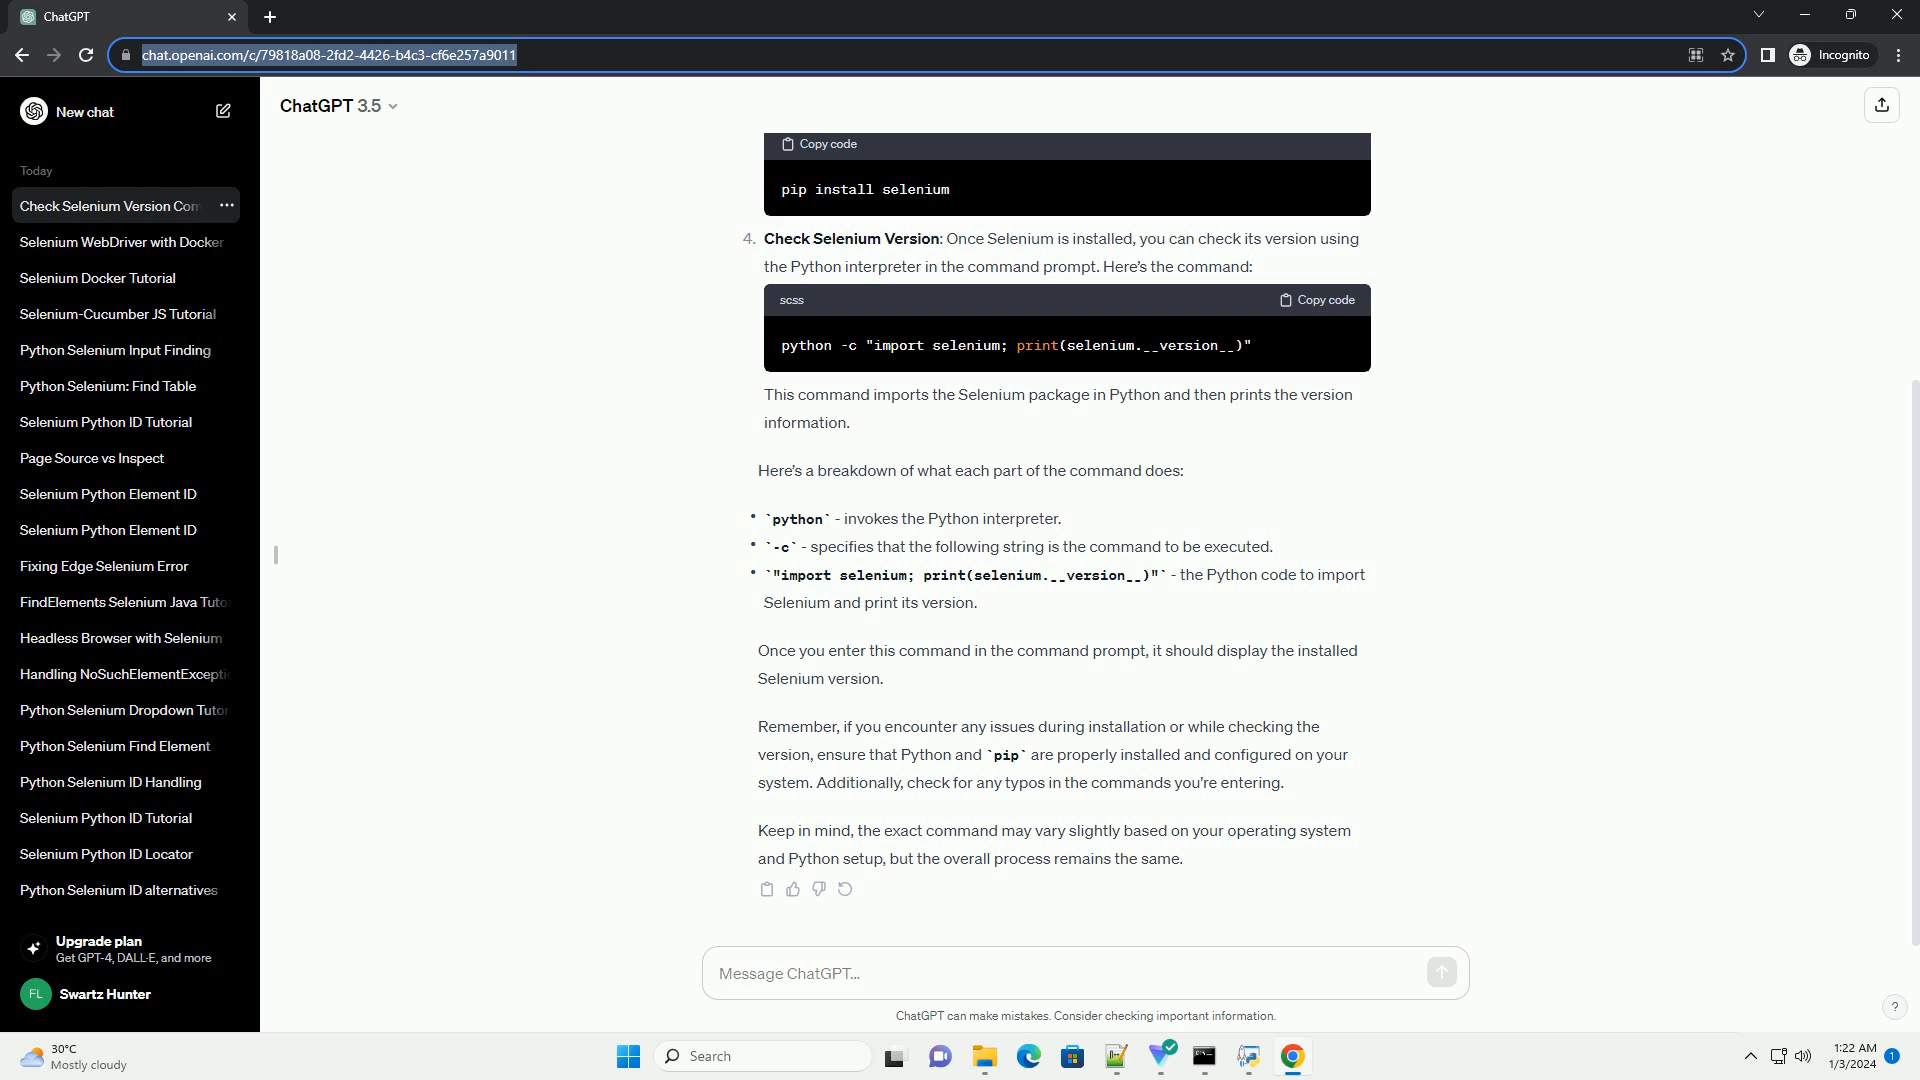 ChatGPT
chat.openai.com/c/79818a08-2fd2-4426-b4c3-cf6e257a9011
Incognito
New chat
ChatGPT 3.5
Today
Check Selenium Version Com
Selenium WebDriver with Docker
Selenium Docker Tutorial
Selenium-Cucumber JS Tutorial
Python Selenium Input Finding
Python Selenium: Find Table
Selenium Python ID Tutorial
Page Source vs Inspect
Selenium Python Element ID
Selenium Python Element ID
Fixing Edge Selenium Error
FindElements Selenium Java Tuto
Headless Browser with Selenium
Handling NoSuchElementExcepti
Python Selenium Dropdown Tutor
Python Selenium Find Element
Python Selenium ID Handling
Selenium Python ID Tutorial
Selenium Python ID Locator
Python Selenium ID alternatives
Upgrade plan
Get GPT-4, DALL·E, and more
FL Swartz Hunter
Copy code
pip install selenium
4. Check Selenium Version: Once Selenium is installed, you can check its version using
the Python interpreter in the command prompt. Here's the command:
scss Copy code
python -c "import selenium; print(selenium.__version__)"
This command imports the Selenium package in Python and then prints the version
information.
Here's a breakdown of what each part of the command does:
• `python` - invokes the Python interpreter.
• `-c` - specifies that the following string is the command to be executed.
• `"import selenium; print(selenium.__version__)"` - the Python code to import
Selenium and print its version.
Once you enter this command in the command prompt, it should display the installed
Selenium version.
Remember, if you encounter any issues during installation or while checking the
version, ensure that Python and `pip` are properly installed and configured on your
system. Additionally, check for any typos in the commands you're entering.
Keep in mind, the exact command may vary slightly based on your operating system
and Python setup, but the overall process remains the same.
Message ChatGPT...
ChatGPT can make mistakes. Consider checking important information.
?
30°C
Mostly cloudy
Search
1:22 AM
1/3/2024
1